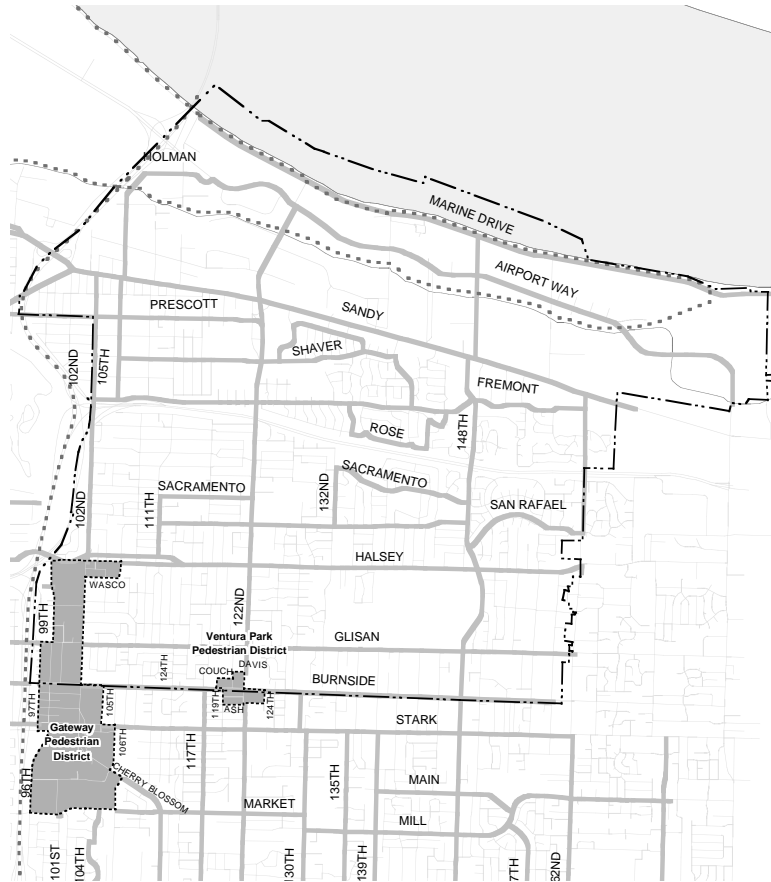 HOLMAN
MARINE DRIVE
AIRPORT WAY
PRESCOTT
SANDY
SHAVER
102ND
105TH
FREMONT
ROSE
148TH
SACRAMENTO
SACRAMENTO
132ND
111TH
102ND
SAN RAFAEL
HALSEY
WASCO
99TH
122ND
GLISAN
Ventura Park
Pedestrian District
124TH
COUCH
DAVIS
BURNSIDE
97TH
105TH
119TH
ASH
124TH
STARK
Gateway
Pedestrian
District
106TH
117TH
96TH
CHERRY BLOSSOM
135TH
MAIN
MARKET
MILL
101ST
104TH
130TH
139TH
7TH
62ND